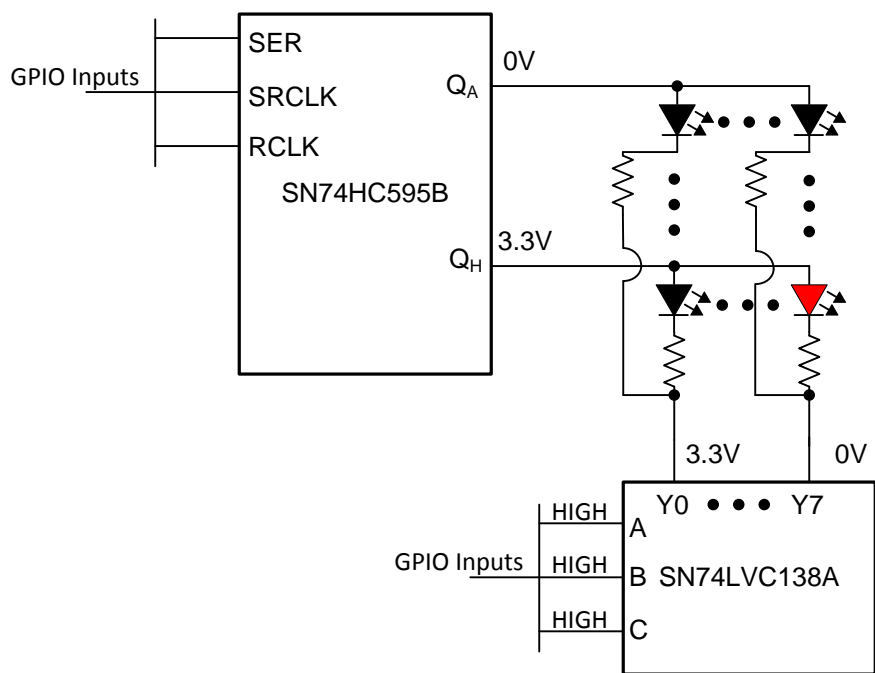 SER
GPIO Inputs
SRCLK
RCLK
SN74HC595B
QA
0V
QH
3.3V
3.3V
0V
Y0
Y7
GPIO Inputs
HIGH
A
HIGH
B
SN74LVC138A
HIGH
C